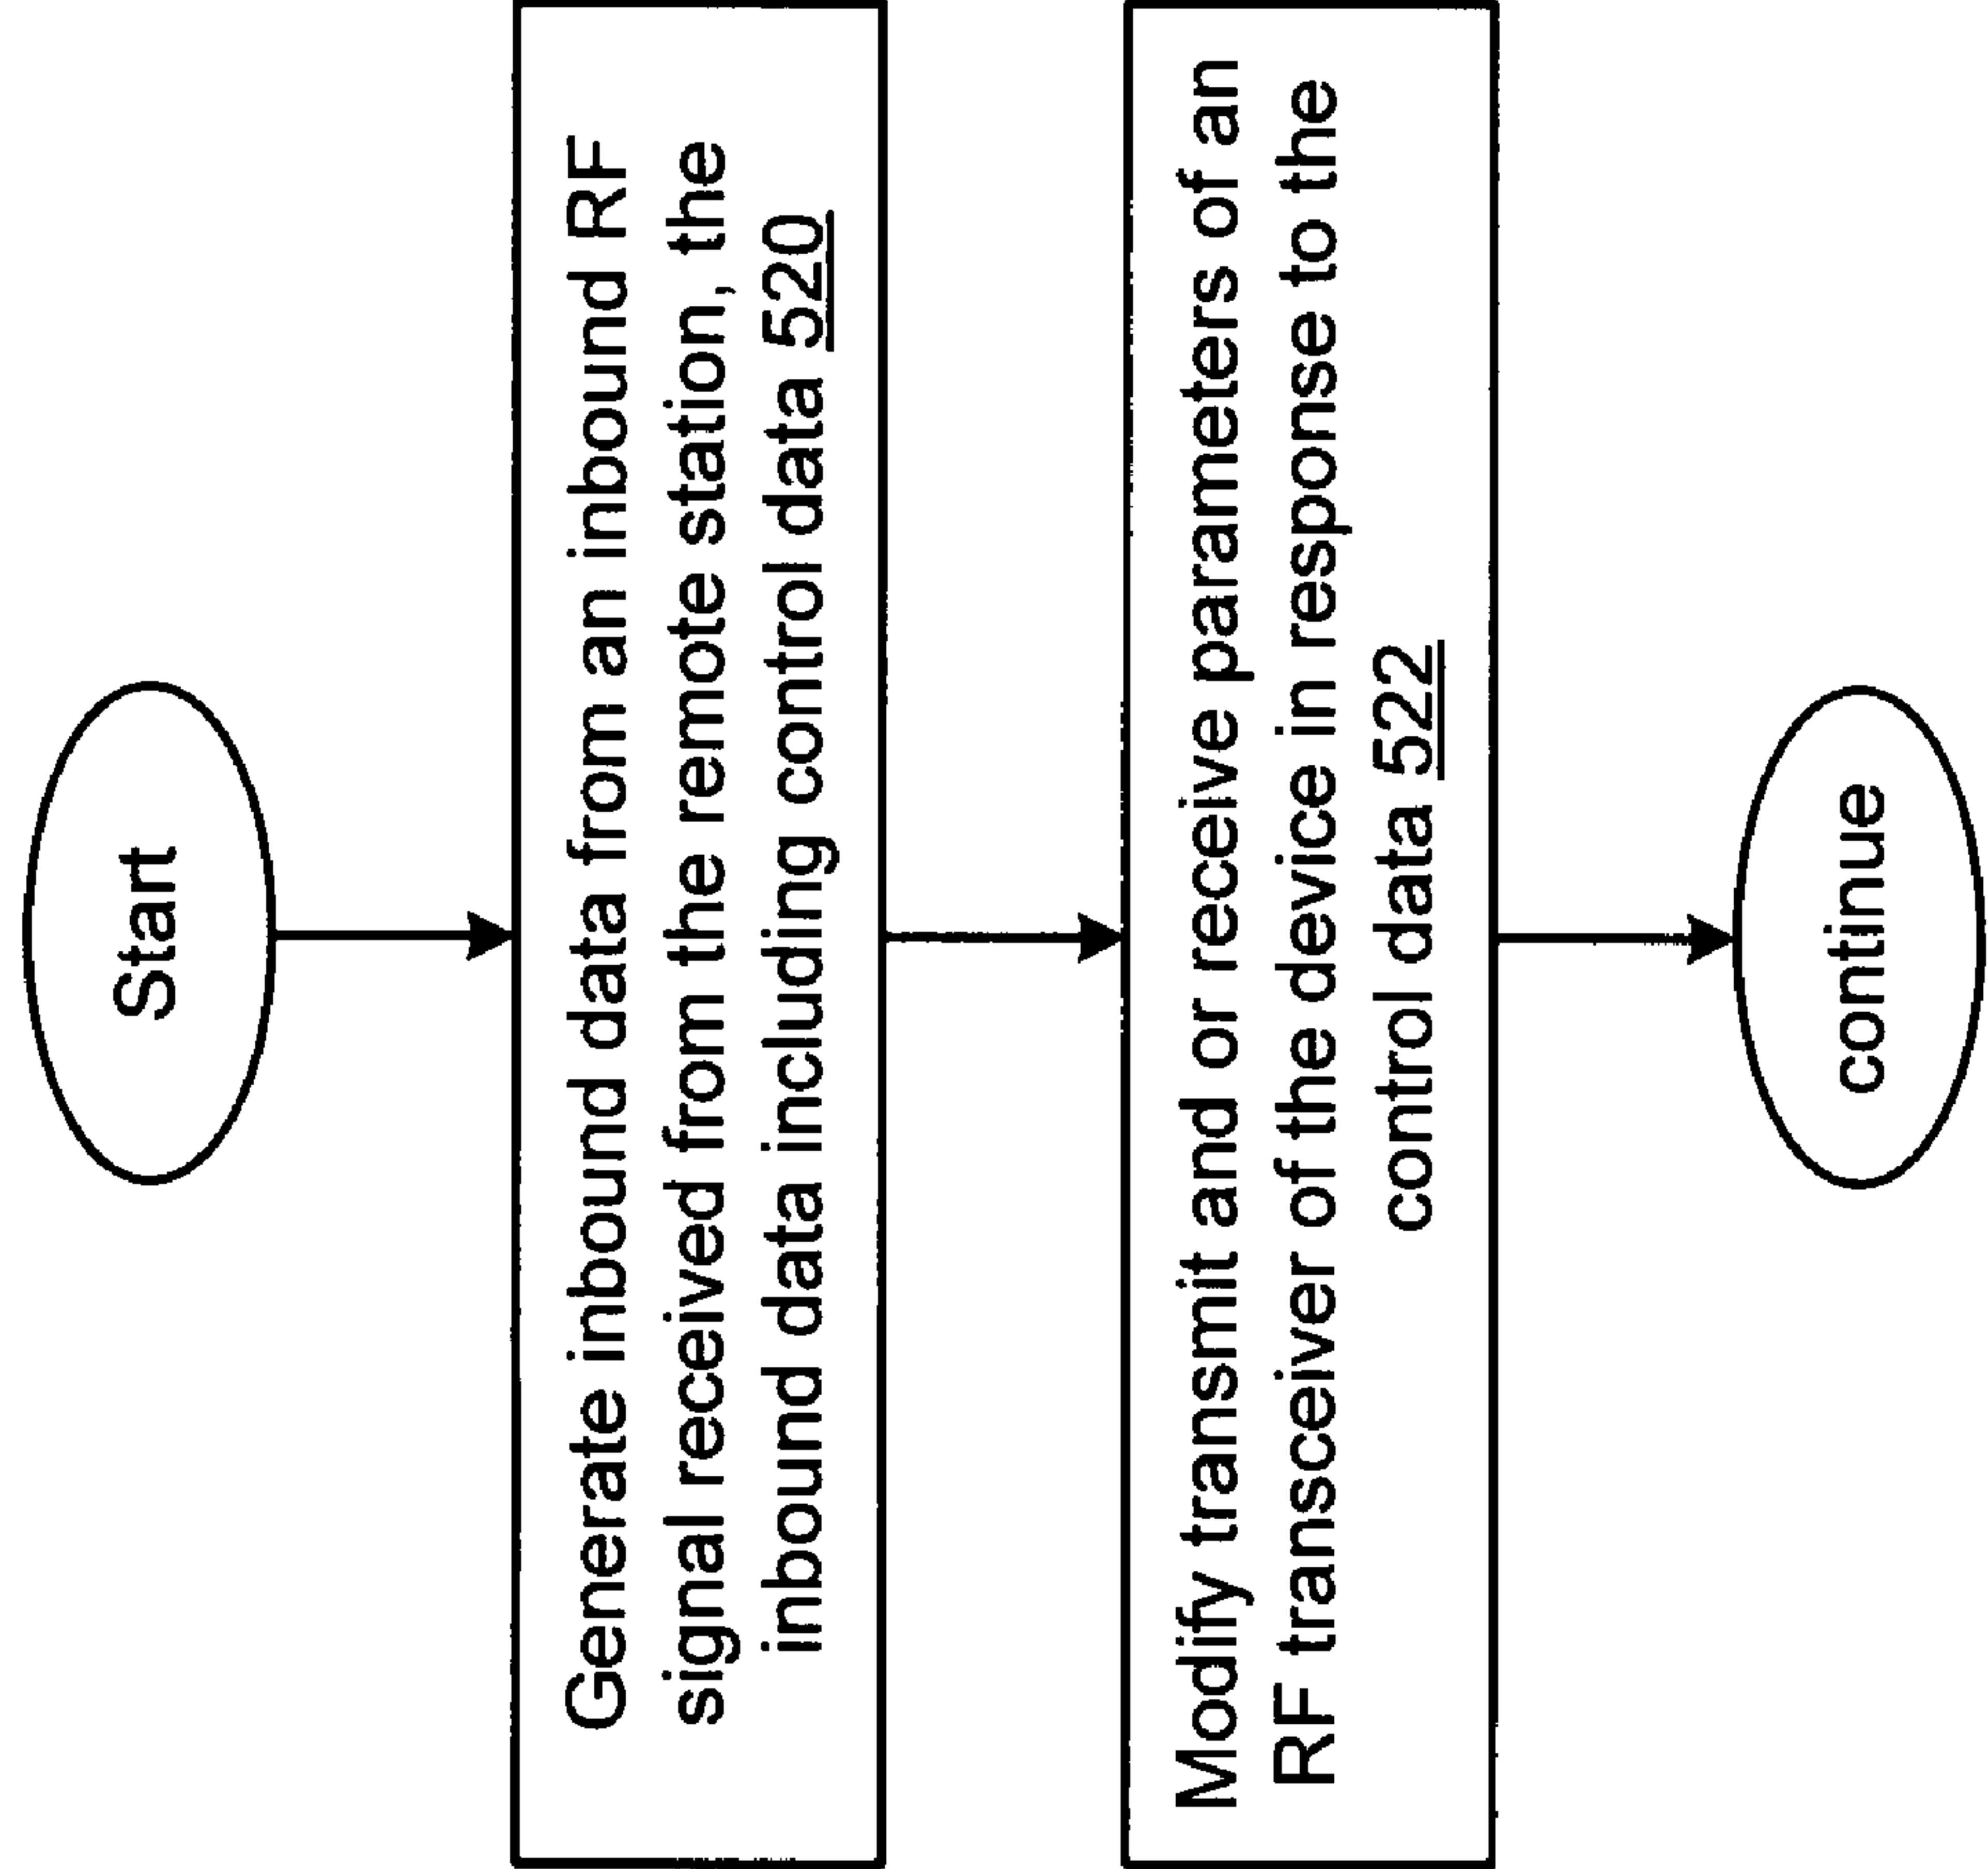 Start
Generate inbound data from an inbound RF
signal received from the remote station, the
inbound data including control data 520
Modify transmit and or receive parameters of an
RF transceiver of the device in response to the
control data 522
continue